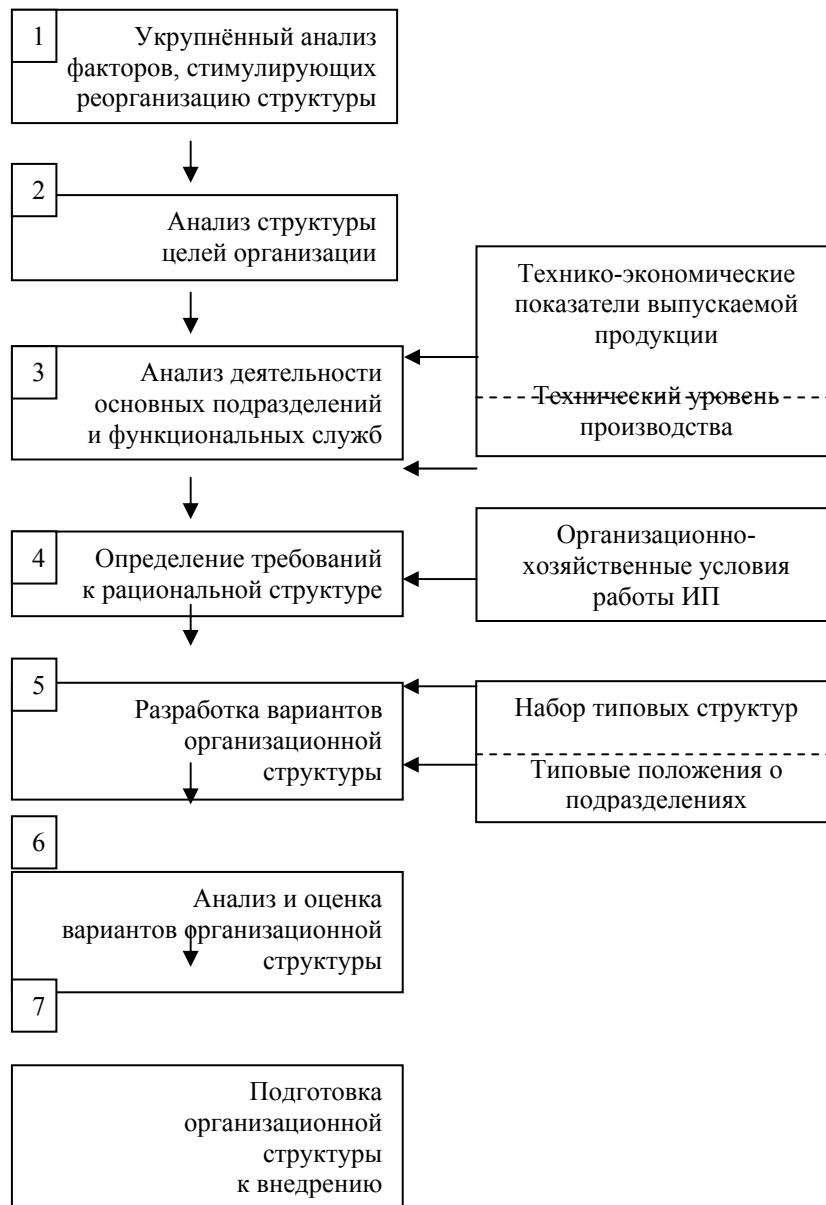 1
Укрупнённый анализ
факторов, стимулирующих
реорганизацию структуры
2
Анализ структуры
целей организации
Технико-экономические
показатели выпускаемой
продукции
Технический уровень
производства
3
Анализ деятельности
основных подразделений
и функциональных служб
4
Определение требований
к рациональной структуре
Организационно-
хозяйственные условия
работы ИП
5
Разработка вариантов
организационной
структуры
Набор типовых структур
Типовые положения о
подразделениях
6
Анализ и оценка
вариантов организационной
структуры
7
Подготовка
организационной
структуры
к внедрению